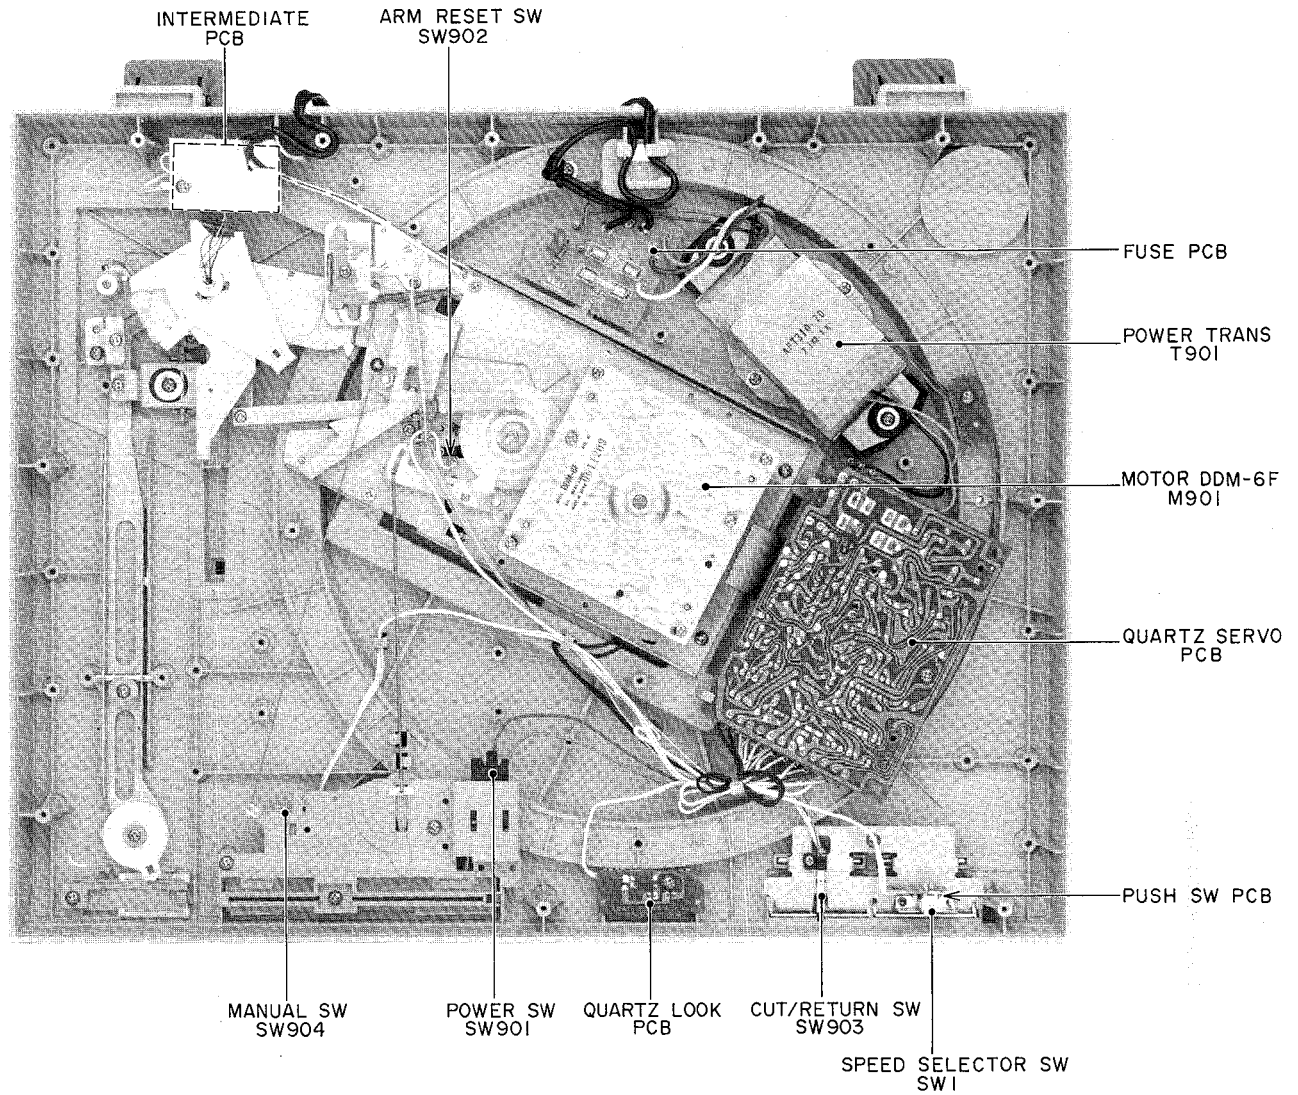 INTERMEDIATE
PCB
ARM RESET SW
SW902
FUSE PCB
POWER TRANS
T901
MOTOR DDM-6F
M901
QUARTZ SERVO
PCB
PUSH SW PCB
MANUAL SW
SW904
POWER SW
SW901
QUARTZ LOOK
PCB
CUT/RETURN SW
SW903
SPEED SELECTOR SW
SW1